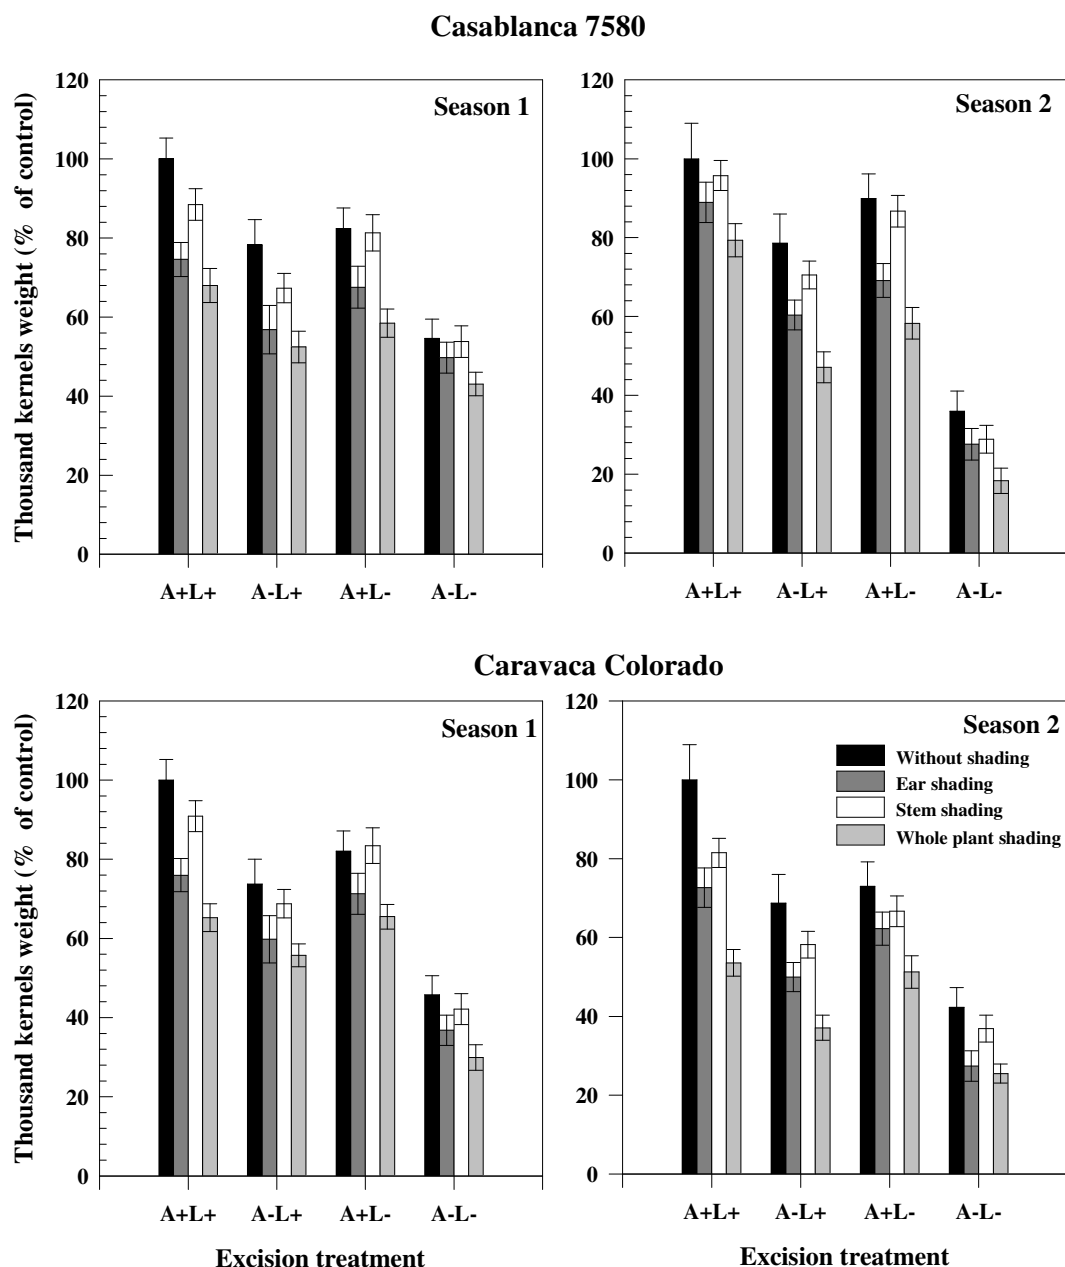 Casablanca 7580
Thousand kernels weight (% of control)
120
100
80
60
40
20
0
Season 1
A+L+ A-L+ A+L- A-L-
120
100
80
60
40
20
0
Season 2
A+L+ A-L+ A+L- A-L-
Caravaca Colorado
Thousand kernels weight (% of control)
120
100
80
60
40
20
0
Season 1
A+L+ A-L+ A+L- A-L-
Excision treatment
120
100
80
60
40
20
0
Season 2
Without shading
Ear shading
Stem shading
Whole plant shading
A+L+ A-L+ A+L- A-L-
Excision treatment